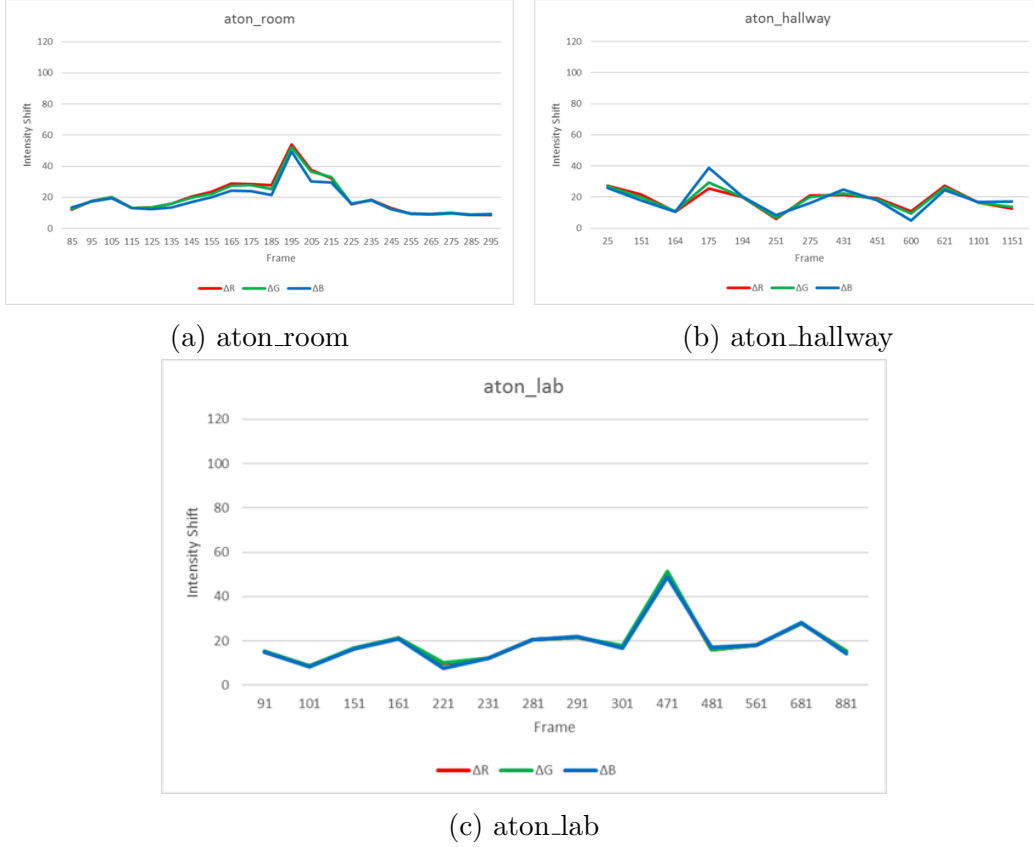 aton_room
120
100
80
60
40
20
0
Intensity Shift
85 95 105 115 125 135 145 155 165 175 185 195 205 215 225 235 245 255 265 275 285 295
Frame
ΔR ΔG ΔB
(a) aton_room
aton_hallway
120
100
80
60
40
20
0
Intensity Shift
25 151 164 175 194 251 275 431 451 600 621 1101 1151
Frame
ΔR ΔG ΔB
(b) aton_hallway
aton_lab
120
100
80
60
40
20
0
Intensity Shift
91 101 151 161 221 231 281 291 301 471 481 561 681 881
Frame
ΔR ΔG ΔB
(c) aton_lab